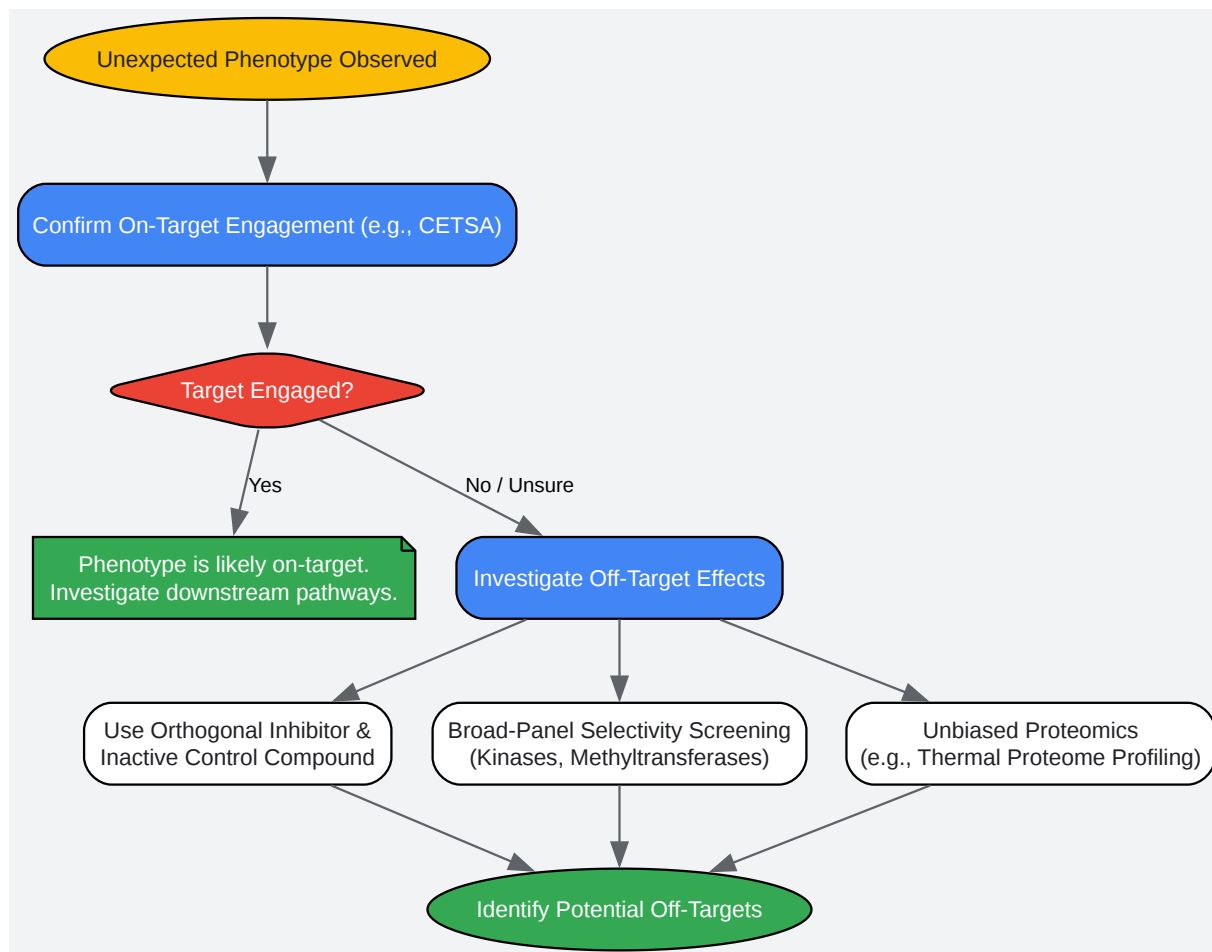 Unexpected Phenotype Observed
Confirm On-Target Engagement (e.g., CETSA)
Target Engaged?
Yes
No / Unsure
Phenotype is likely on-target.
Investigate downstream pathways.
Investigate Off-Target Effects
Use Orthogonal Inhibitor &
Inactive Control Compound
Broad-Panel Selectivity Screening
(Kinases, Methyltransferases)
Unbiased Proteomics
(e.g., Thermal Proteome Profiling)
Identify Potential Off-Targets